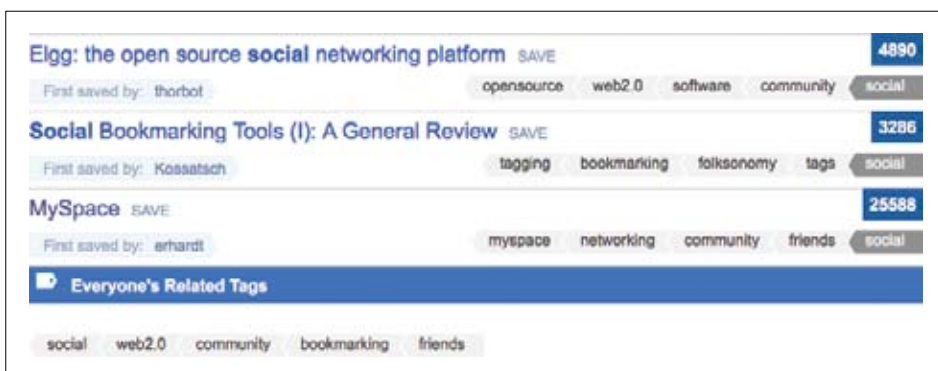 Elgg: the open source social networking platform SAVE 4890
First saved by: thorbot opensource web2.0 software community social
Social Bookmarking Tools (I): A General Review SAVE 3286
First saved by: Kossatsch tagging bookmarking folksonomy tags social
MySpace SAVE 25588
First saved by: erhardt myspace networking community friends social
Everyone's Related Tags
social web2.0 community bookmarking friends